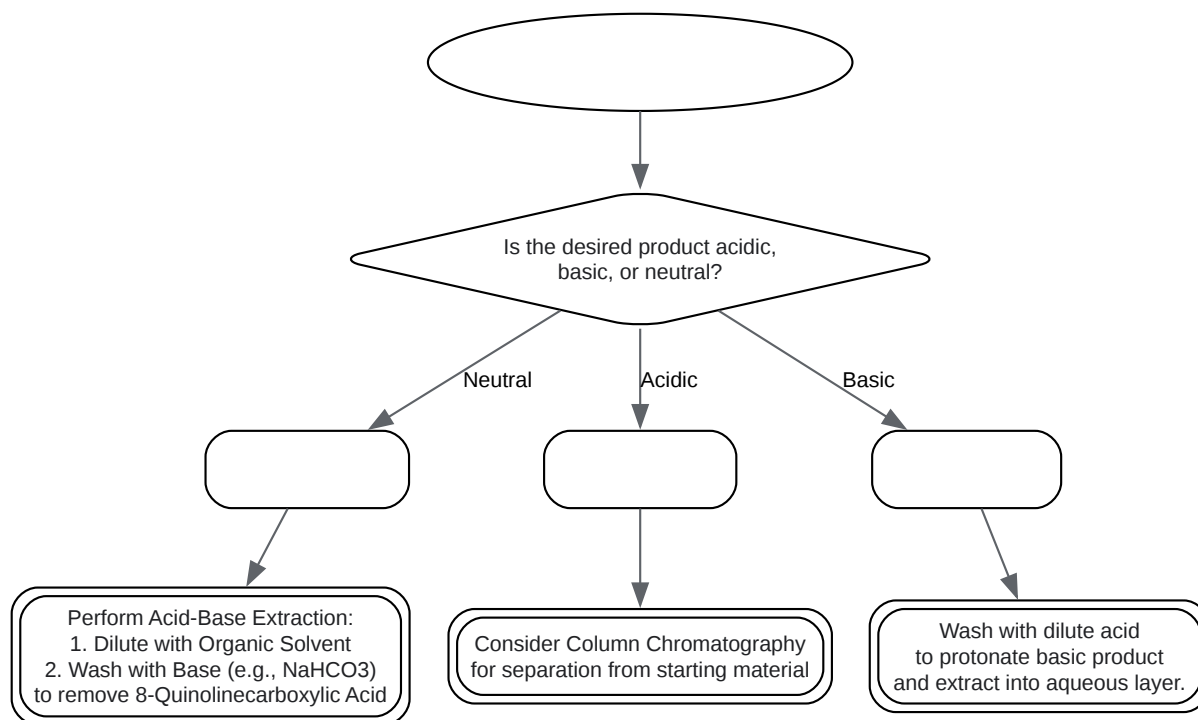 Is the desired product acidic,
basic, or neutral?
Neutral
Acidic
Basic
Perform Acid-Base Extraction:
1. Dilute with Organic Solvent
2. Wash with Base (e.g., NaHCO3)
to remove 8-Quinolinecarboxylic Acid
Consider Column Chromatography
for separation from starting material
Wash with dilute acid
to protonate basic product
and extract into aqueous layer.